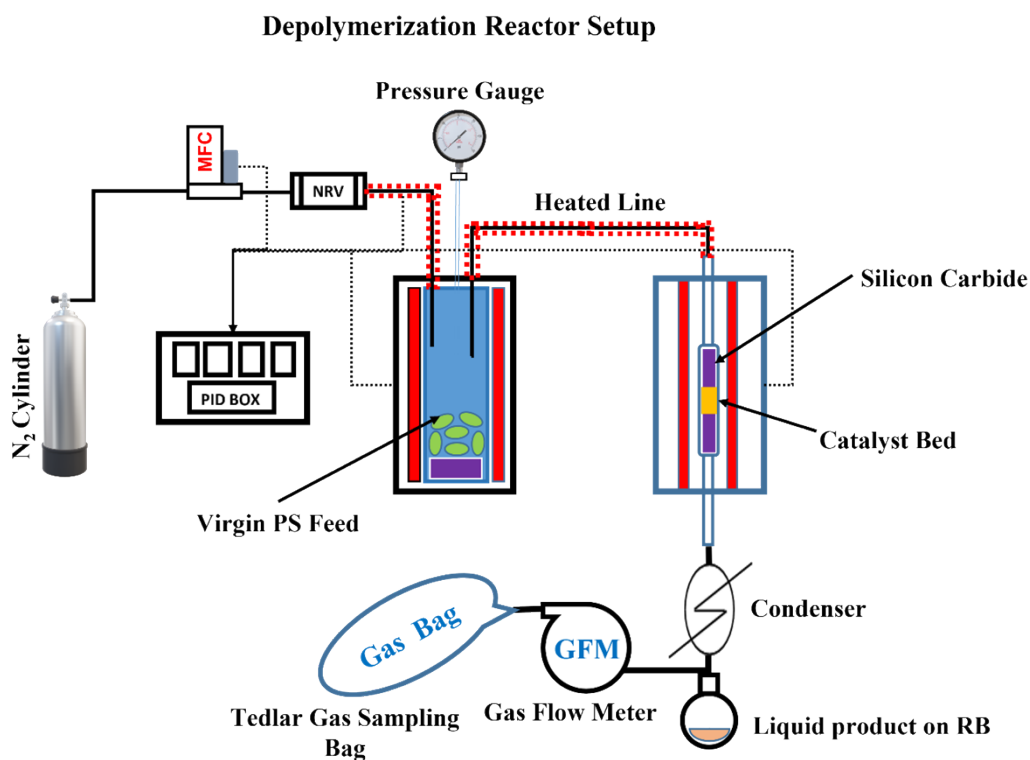 Depolymerization Reactor Setup
Pressure Gauge
MFC
NRV
Heated Line
Silicon Carbide
N₂ Cylinder
PID BOX
Catalyst Bed
Virgin PS Feed
Condenser
Gas Bag
GFM
Tedlar Gas Sampling
Bag
Gas Flow Meter
Liquid product on RB